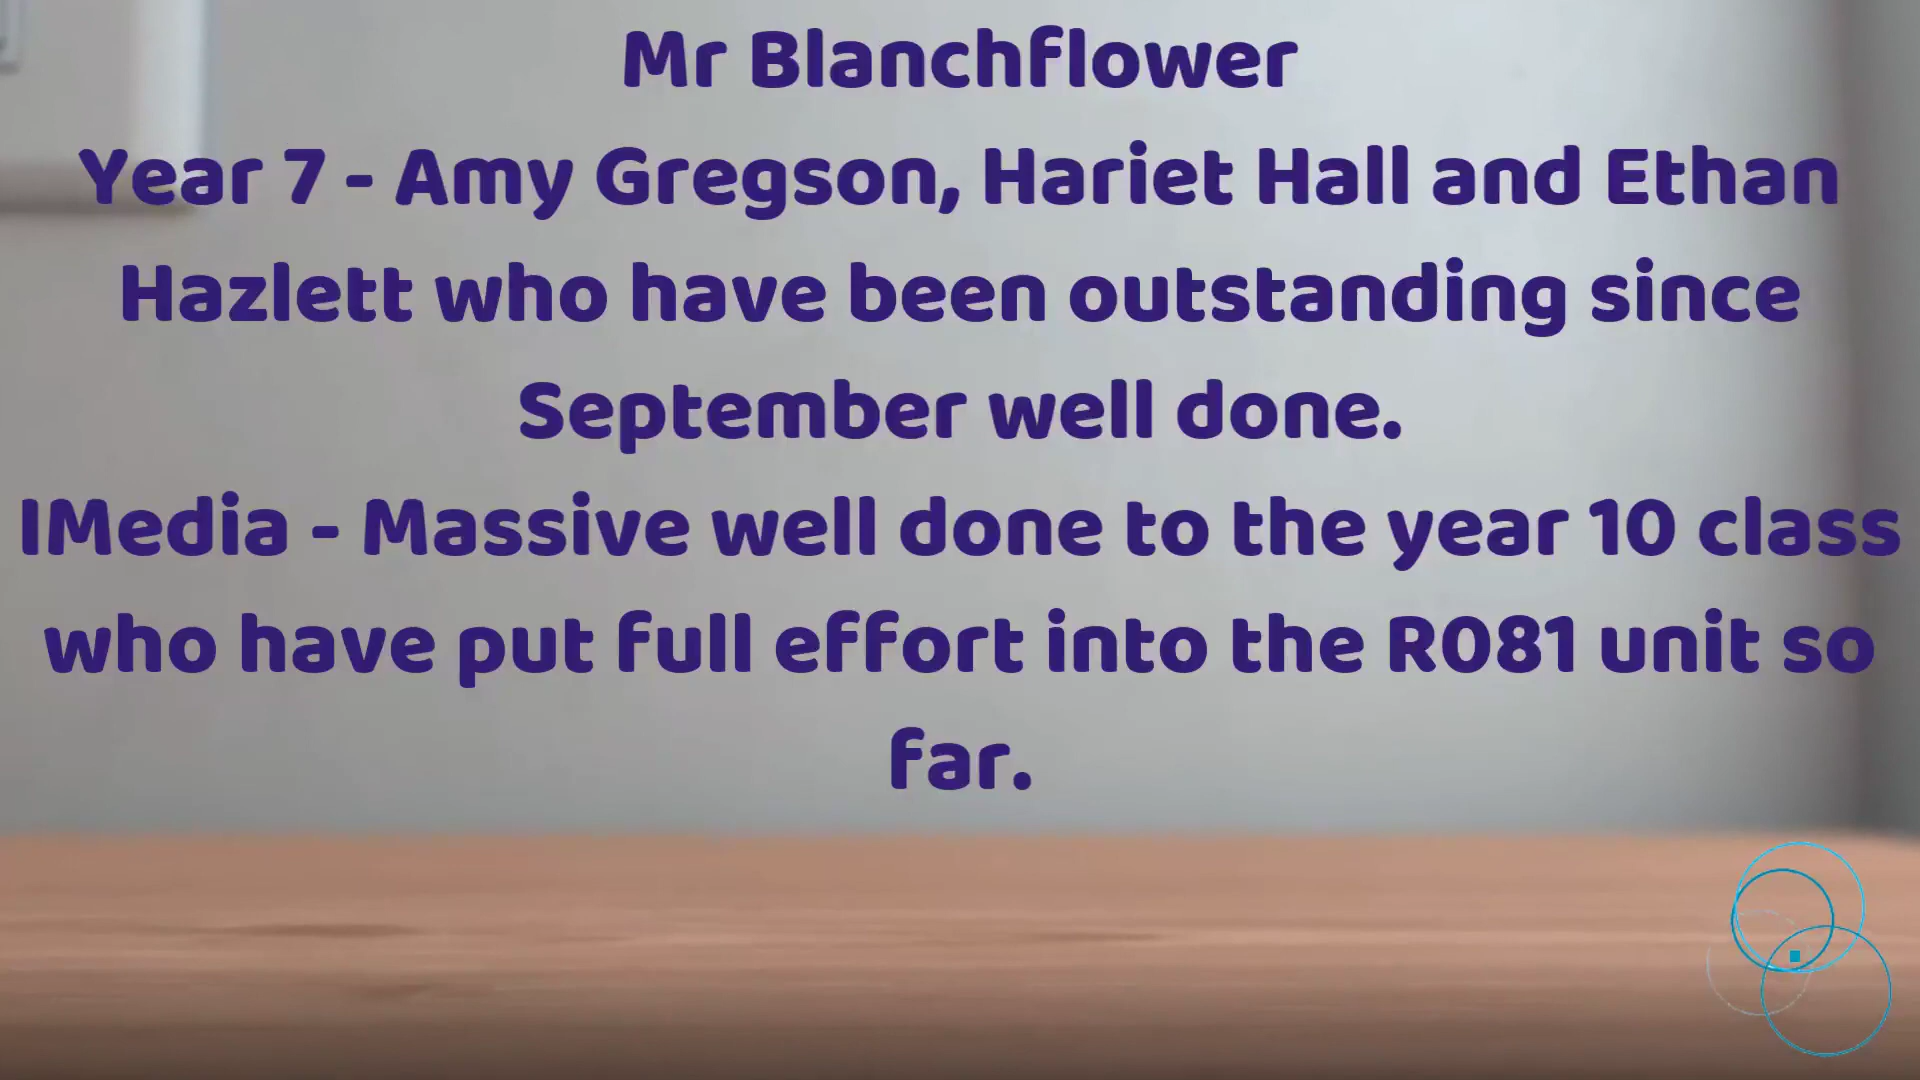 Mr Blanchflower
Year 7 - Amy Gregson, Hariet Hall and Ethan
Hazlett who have been outstanding since
September well done.
IMedia - Massive well done to the year 10 class
who have put full effort into the R081 unit so
far.